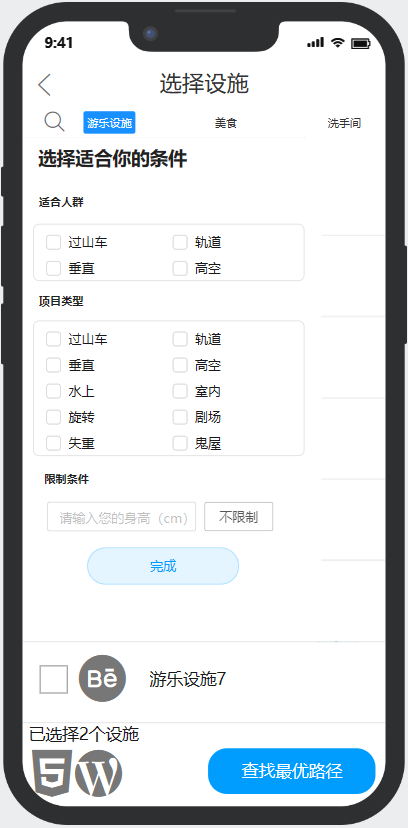 9:41
选择设施
游乐设施 美食 洗手间
选择适合你的条件
适合人群
过山车 轨道
垂直 高空
项目类型
过山车 轨道
垂直 高空
水上 室内
旋转 剧场
失重 鬼屋
限制条件
请输入您的身高（cm） 不限制
完成
Bē 游乐设施7
已选择2个设施
5 W
查找最优路径